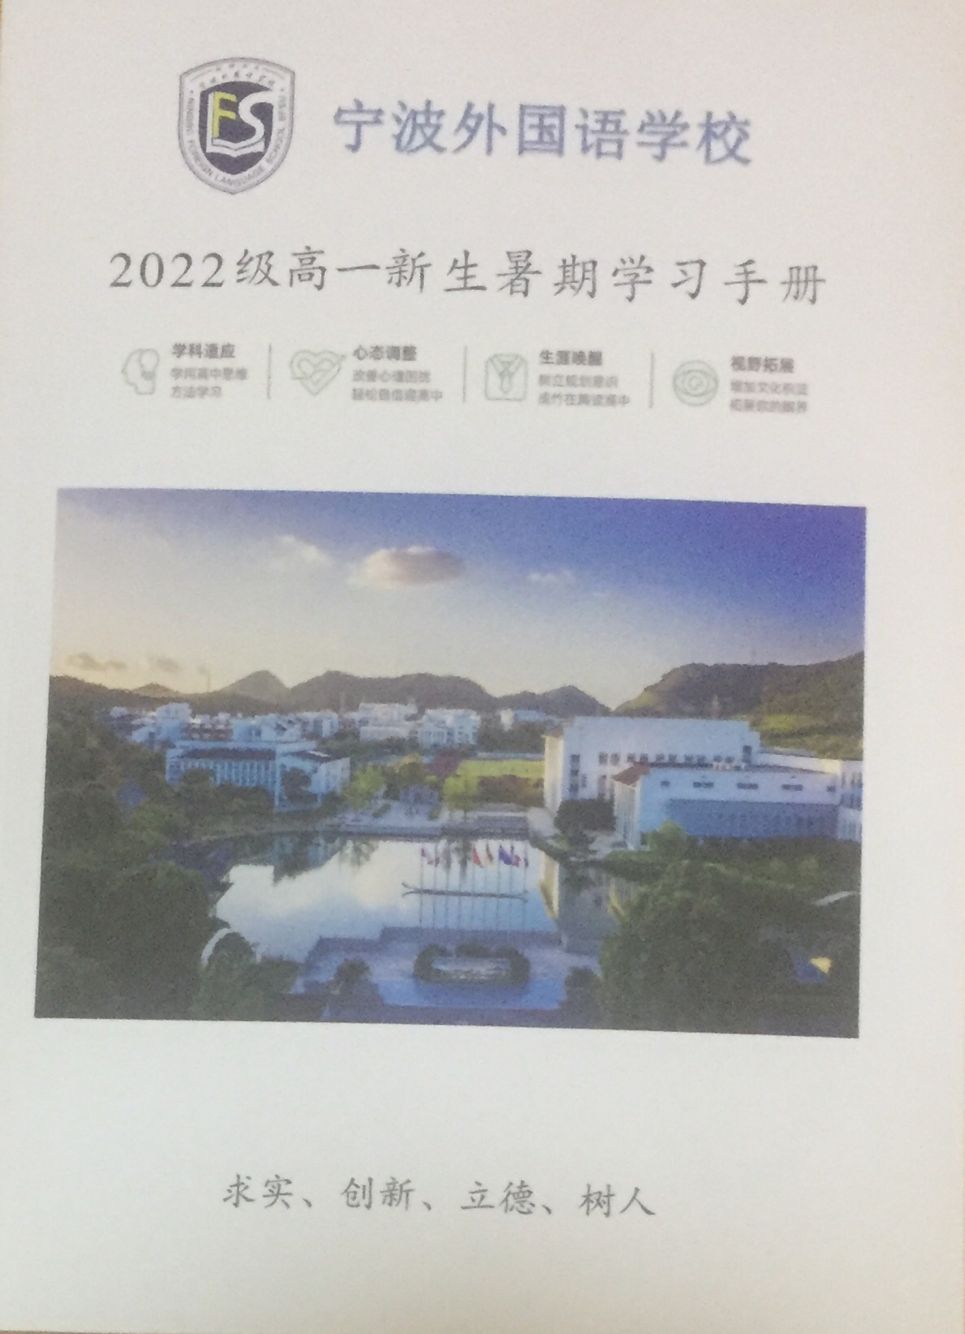 宁波外国语学校
NINGBO FOREIGN LANGUAGE SCHOOL
FS
2022级高一新生暑期学习手册
学科适应
学用高中思维
方法学习
心态调整
改善心理困扰
轻松自信迎高中
生涯唤醒
树立规划意识
成竹在胸读高中
视野拓展
增加文化积淀
拓展你的眼界
求实、创新、立德、树人